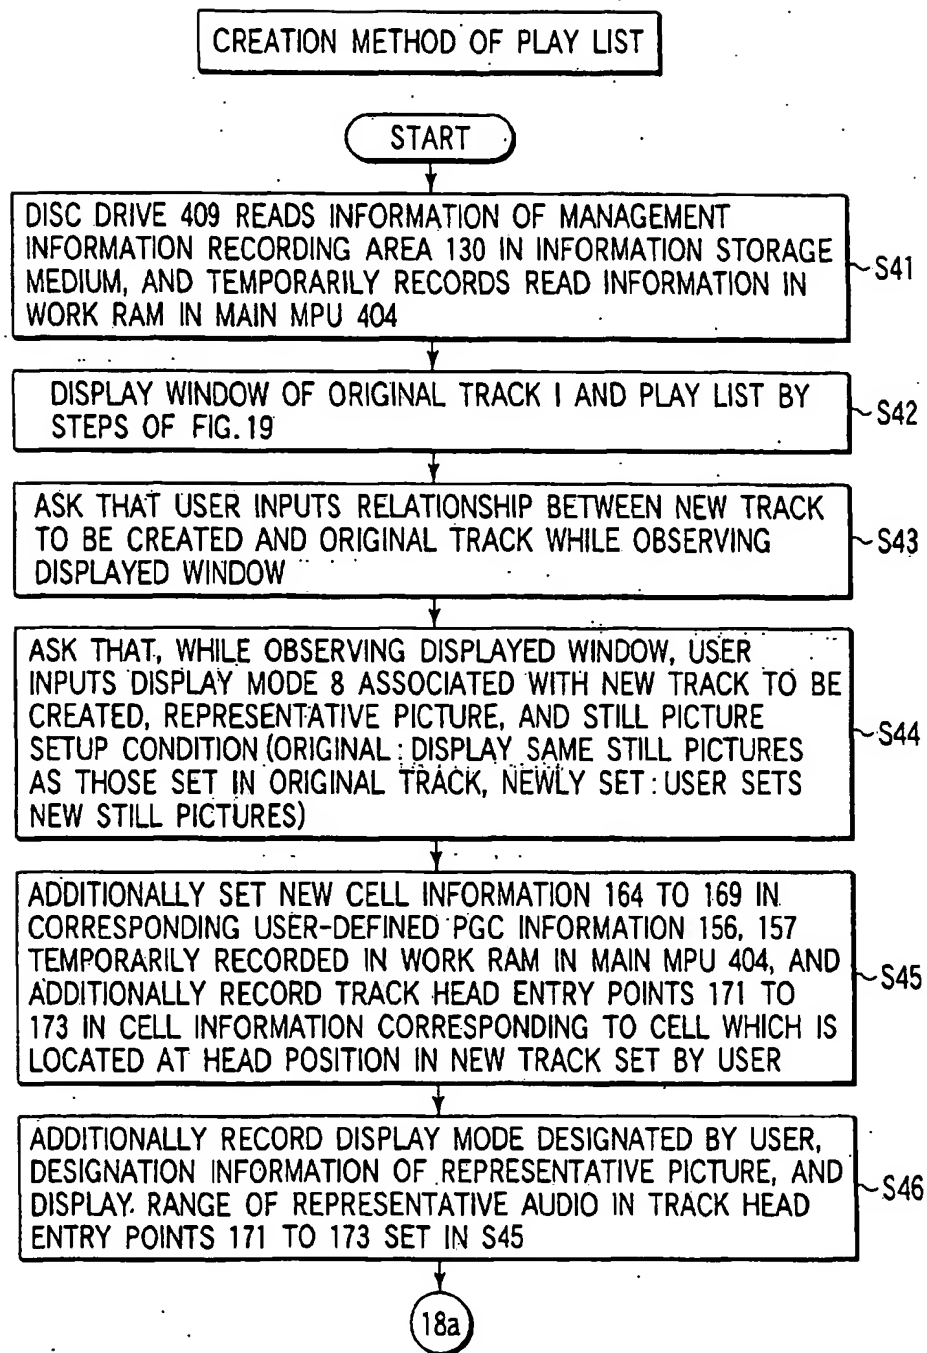 CREATION METHOD OF PLAY LIST
START
DISC DRIVE 409 READS INFORMATION OF MANAGEMENT
INFORMATION RECORDING AREA 130 IN INFORMATION STORAGE
MEDIUM, AND TEMPORARILY RECORDS READ INFORMATION IN
WORK RAM IN MAIN MPU 404
S41
DISPLAY WINDOW OF ORIGINAL TRACK I AND PLAY LIST BY
STEPS OF FIG.19
S42
ASK THAT USER INPUTS RELATIONSHIP BETWEEN NEW TRACK
TO BE CREATED AND ORIGINAL TRACK WHILE OBSERVING
DISPLAYED WINDOW
S43
ASK THAT, WHILE OBSERVING DISPLAYED WINDOW, USER
INPUTS DISPLAY MODE 8 ASSOCIATED WITH NEW TRACK TO BE
CREATED, REPRESENTATIVE PICTURE, AND STILL PICTURE
SETUP CONDITION (ORIGINAL : DISPLAY SAME STILL PICTURES
AS THOSE SET IN ORIGINAL TRACK, NEWLY SET : USER SETS
NEW STILL PICTURES)
S44
ADDITIONALLY SET NEW CELL INFORMATION 164 TO 169 IN
CORRESPONDING USER-DEFINED PGC INFORMATION 156, 157
TEMPORARILY RECORDED IN WORK RAM IN MAIN MPU 404, AND
ADDITIONALLY RECORD TRACK HEAD ENTRY POINTS 171 TO
173 IN CELL INFORMATION CORRESPONDING TO CELL WHICH IS
LOCATED AT HEAD POSITION IN NEW TRACK SET BY USER
S45
ADDITIONALLY RECORD DISPLAY MODE DESIGNATED BY USER,
DESIGNATION INFORMATION OF REPRESENTATIVE PICTURE, AND
DISPLAY RANGE OF REPRESENTATIVE AUDIO IN TRACK HEAD
ENTRY POINTS 171 TO 173 SET IN S45
S46
18a